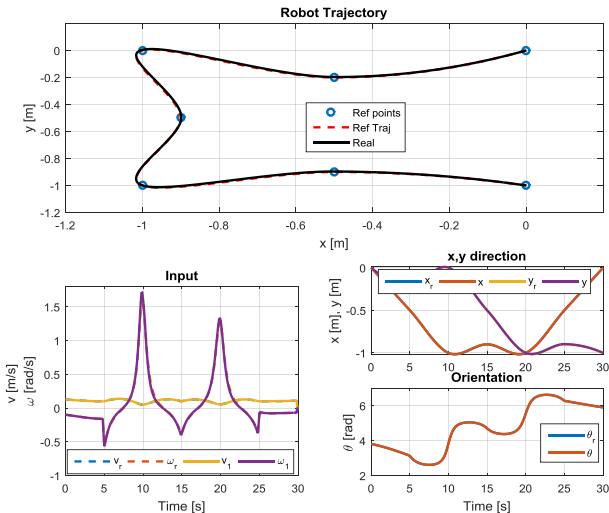 Robot Trajectory
0
-0.2
-0.4
-0.6
-0.8
-1
-1.2
y [m]
Ref points
Ref Traj
Real
-1.2 -1 -0.8 -0.6 -0.4 -0.2 0
x [m]
Input
1.5
1
0.5
0
-0.5
-1
v [m/s]
ω [rad/s]
v_r ω_r v_1 ω_1
0 5 10 15 20 25 30
Time [s]
x,y direction
0
-0.5
-1
x [m], y [m]
x_r x y_r y
0 5 10 15 20 25 30
Orientation
6
4
2
θ [rad]
θ_r
θ
0 5 10 15 20 25 30
Time [s]